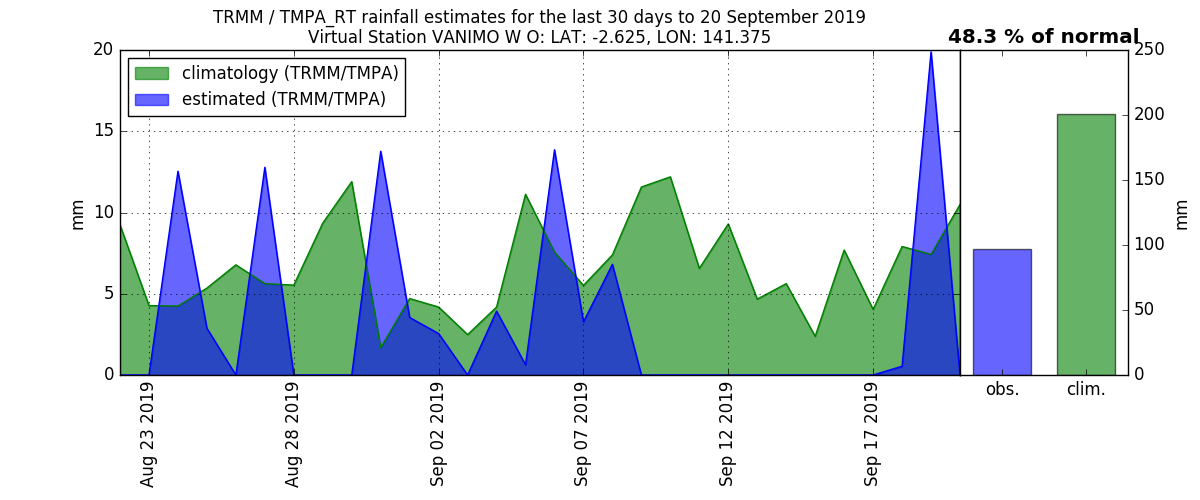 TRMM / TMPA_RT rainfall estimates for the last 30 days to 20 September 2019
Virtual Station VANIMO W O: LAT: -2.625, LON: 141.375
48.3 % of normal
climatology (TRMM/TMPA)
estimated (TRMM/TMPA)
mm
20
15
10
5
0
Aug 23 2019
Aug 28 2019
Sep 02 2019
Sep 07 2019
Sep 12 2019
Sep 17 2019
obs.
clim.
250
200
150
100
50
0
mm